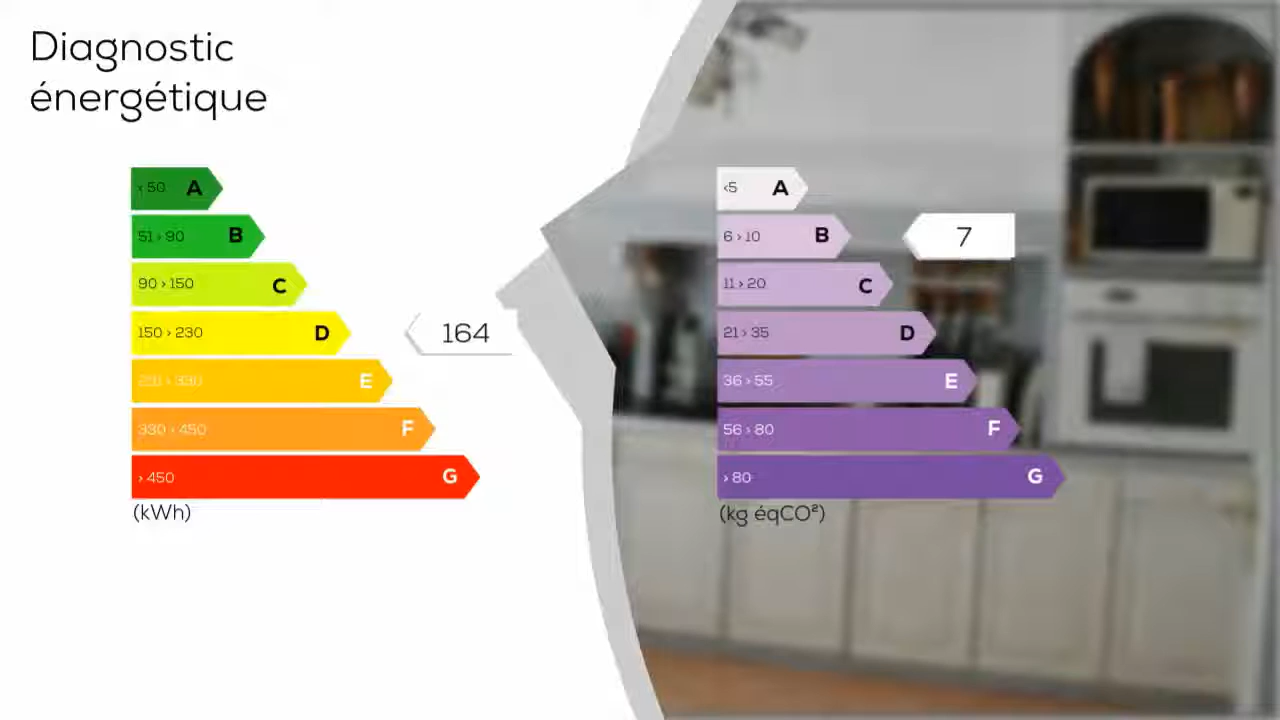 Diagnostic
énergétique
< 50 A
51 > 90 B
90 > 150 C
150 > 230 D
164
E
330 > 450 F
> 450 G
(kWh)
<5 A
6 > 10 B
7
11 > 20 C
21 > 35 D
36 > 55 E
56 > 80 F
> 80 G
(kg éqCO²)